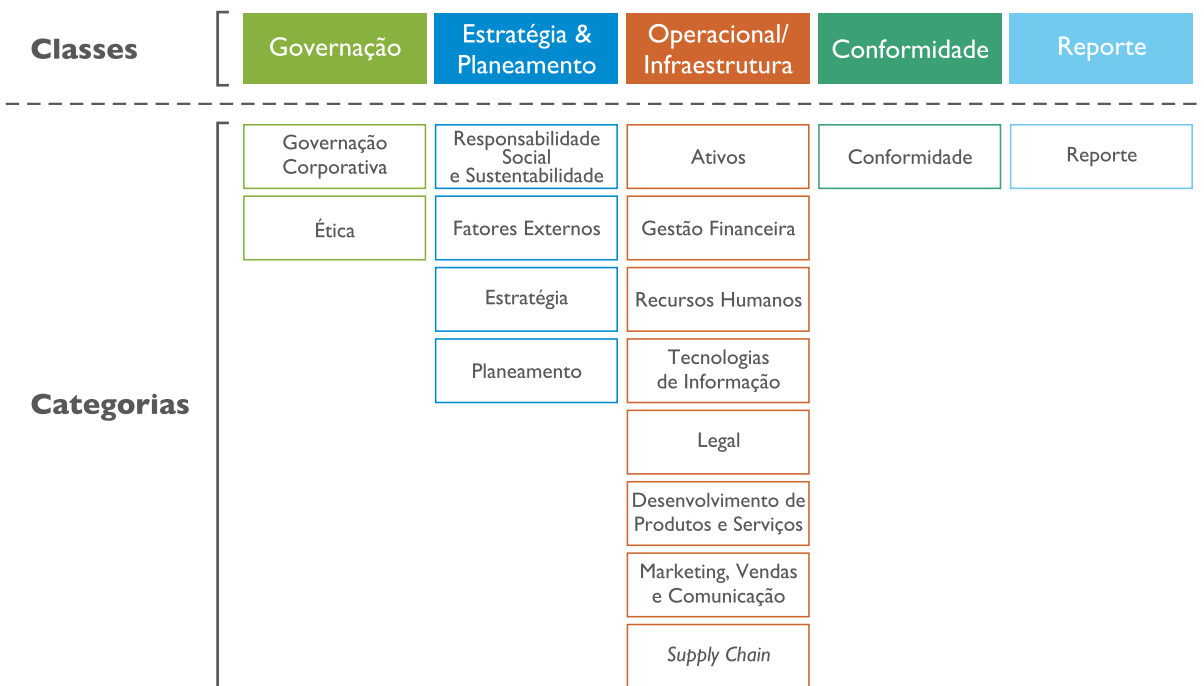 Classes
Governação
Estratégia &
Planeamento
Operacional/
Infraestrutura
Conformidade
Reporte
Categorias
Governação
Corporativa
Ética
Responsabilidade
Social
e Sustentabilidade
Fatores Externos
Estratégia
Planeamento
Ativos
Gestão Financeira
Recursos Humanos
Tecnologias
de Informação
Legal
Desenvolvimento de
Produtos e Serviços
Marketing, Vendas
e Comunicação
Supply Chain
Conformidade
Reporte